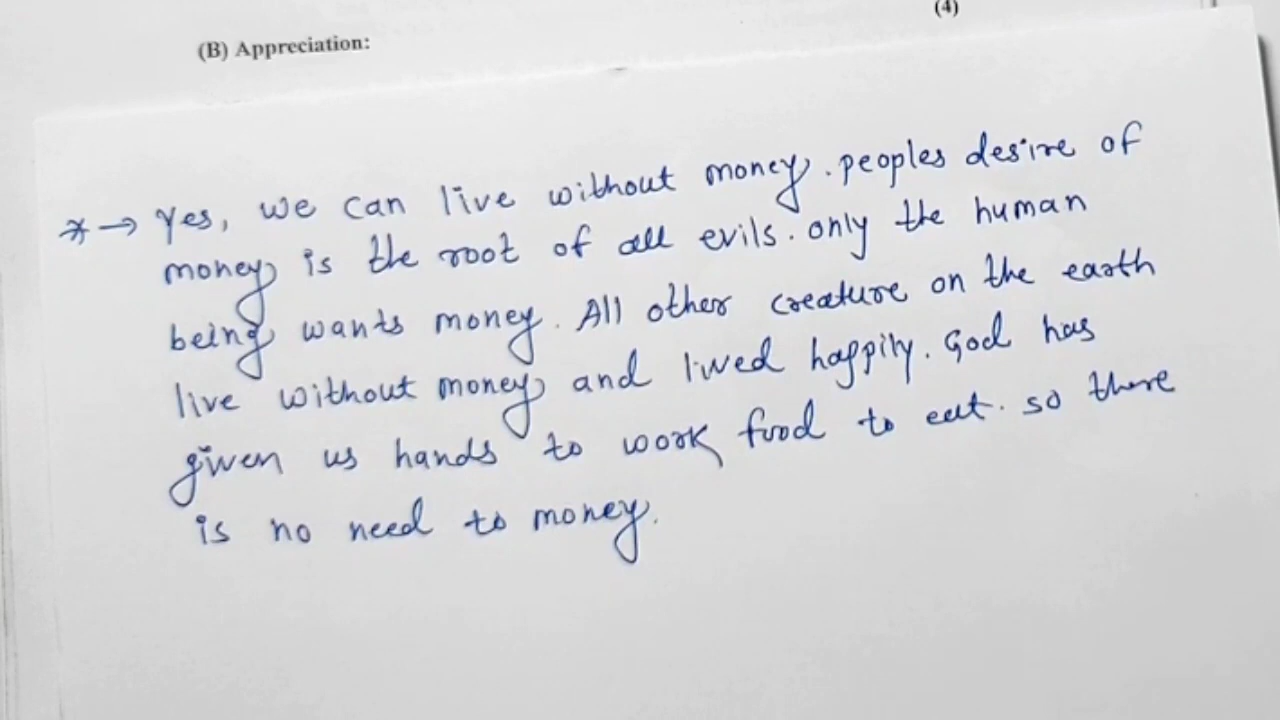 (4)
(B) Appreciation:
*→ Yes, we can live without money. peoples desire of
money is the root of all evils. only the human
being wants money. All other creature on the earth
live without money and lived happily. God has
given us hands to work food to eat. so there
is no need to money.